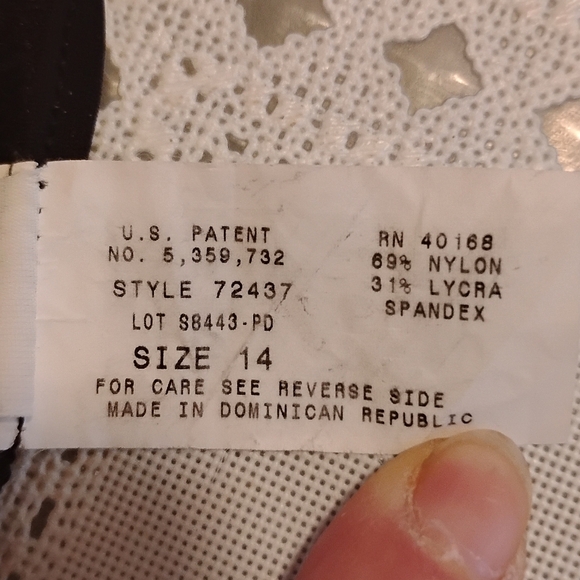 U.S. PATENT
NO. 5,359,732
STYLE 72437
LOT S8443-PD
SIZE 14
FOR CARE SEE REVERSE SIDE
MADE IN DOMINICAN REPUBLIC
RN 40168
69% NYLON
31% LYCRA
SPANDEX